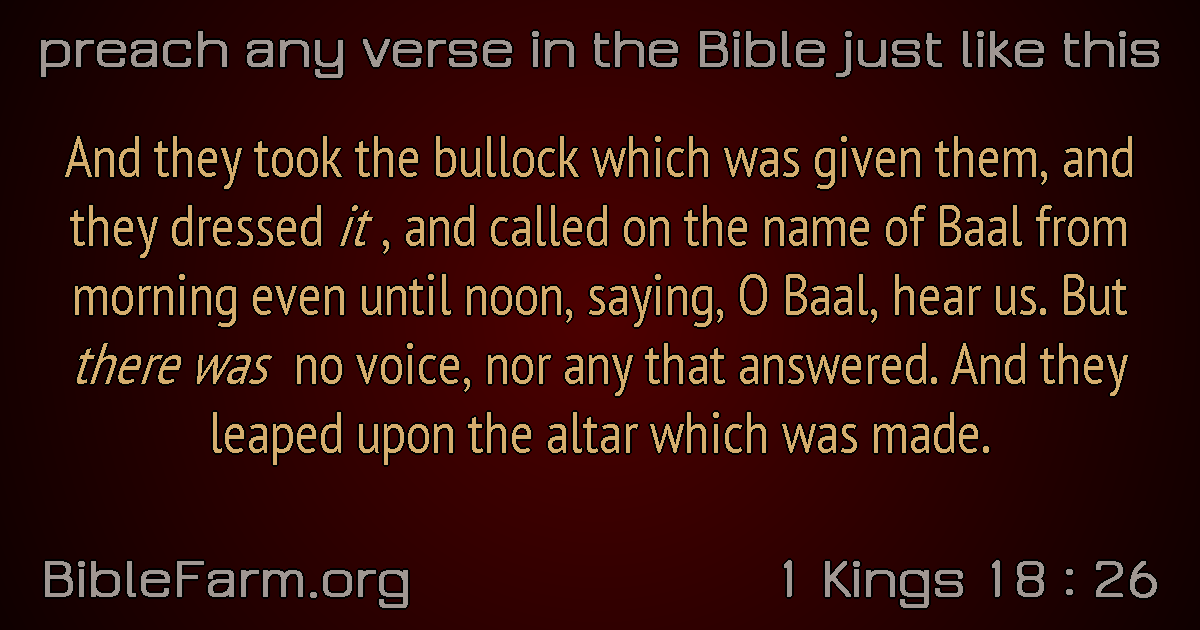 preach any verse in the Bible just like this
And they took the bullock which was given them, and
they dressed it , and called on the name of Baal from
morning even until noon, saying, O Baal, hear us. But
there was no voice, nor any that answered. And they
leaped upon the altar which was made.
BibleFarm.org
1 Kings 18 : 26